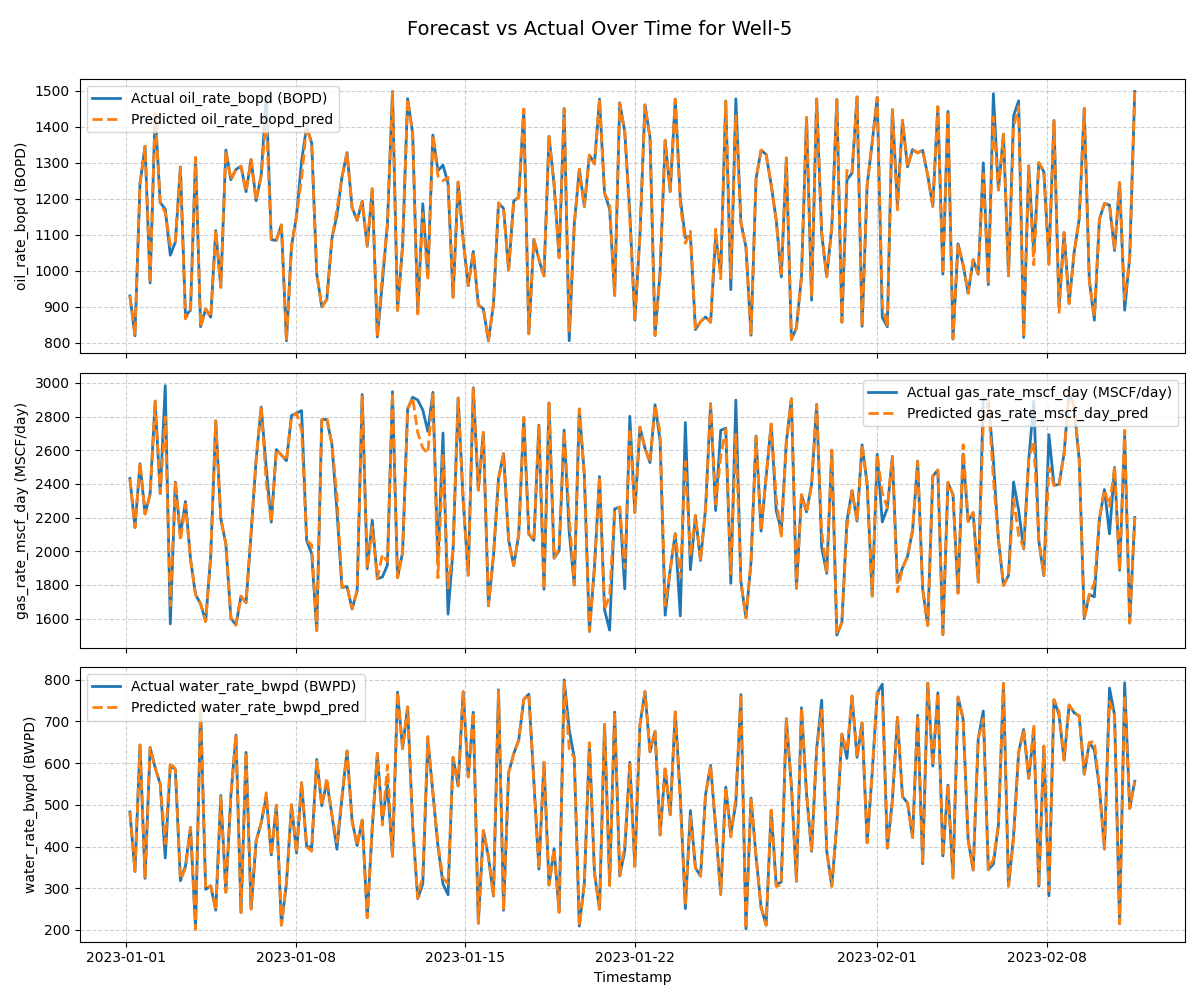 Forecast vs Actual Over Time for Well-5
Actual oil_rate_bopd (BOPD)
Predicted oil_rate_bopd_pred
oil_rate_bopd (BOPD)
1500
1400
1300
1200
1100
1000
900
800
Actual gas_rate_mscf_day (MSCF/day)
Predicted gas_rate_mscf_day_pred
gas_rate_mscf_day (MSCF/day)
3000
2800
2600
2400
2200
2000
1800
1600
Actual water_rate_bwpd (BWPD)
Predicted water_rate_bwpd_pred
water_rate_bwpd (BWPD)
800
700
600
500
400
300
200
2023-01-01
2023-01-08
2023-01-15
2023-01-22
2023-02-01
2023-02-08
Timestamp